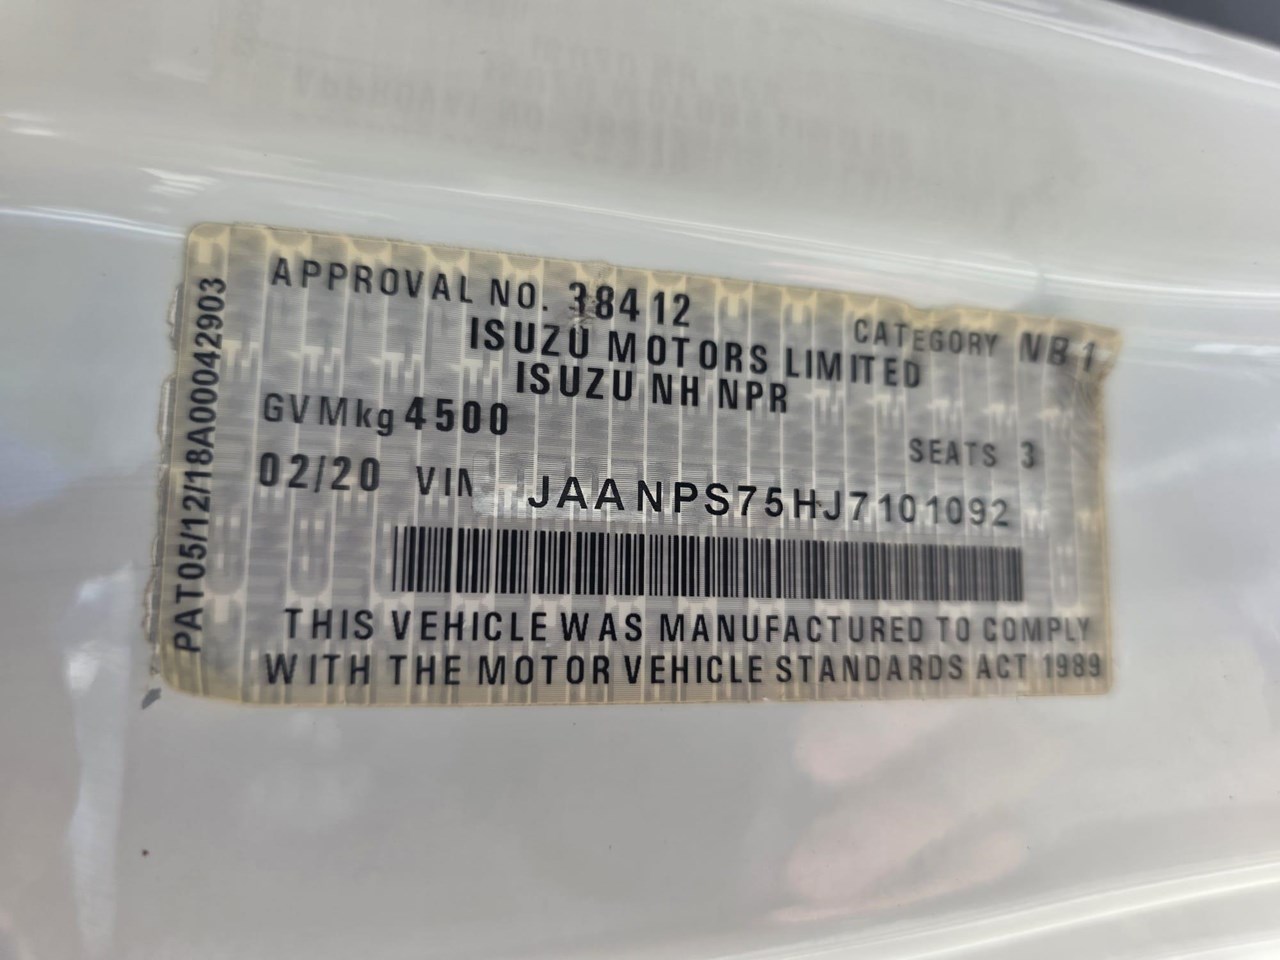 APPROVAL NO. 38412
CATEGORY NB1
ISUZU MOTORS LIMITED
ISUZU NH NPR
GVMkg 4500
SEATS 3
02/20 VIN JAANPS75HJ7101092
THIS VEHICLE WAS MANUFACTURED TO COMPLY
WITH THE MOTOR VEHICLE STANDARDS ACT 1989
PAT05/12/18A00042903